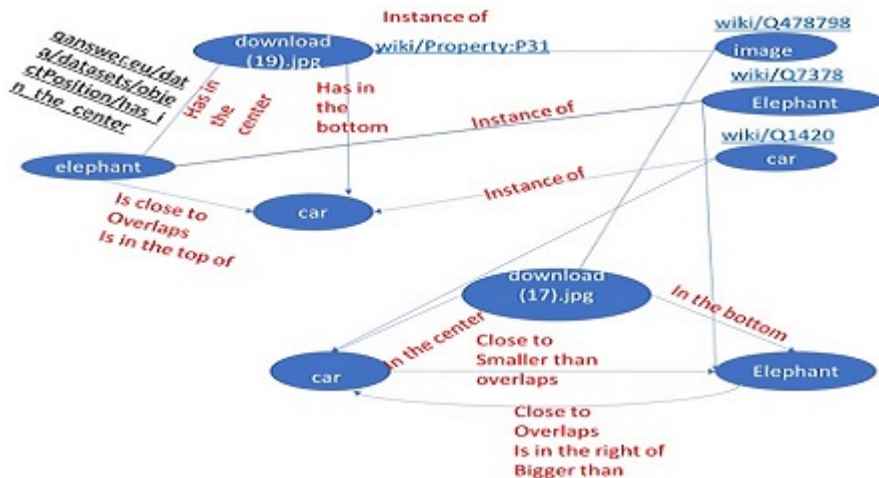 Instance of
wiki/Q478798
download
(19).jpg
wiki/Property:P31
image
qanswer.eu/dat
a/datasets/obje
ctPosition/has_i
n_the_center
Has in
the
center
Has in
the
bottom
wiki/Q7378
Elephant
Instance of
wiki/Q1420
car
elephant
Instance of
car
Is close to
Overlaps
Is in the top of
download
(17).jpg
In the bottom
In the center
Close to
Smaller than
overlaps
car
Elephant
Close to
Overlaps
Is in the right of
Bigger than